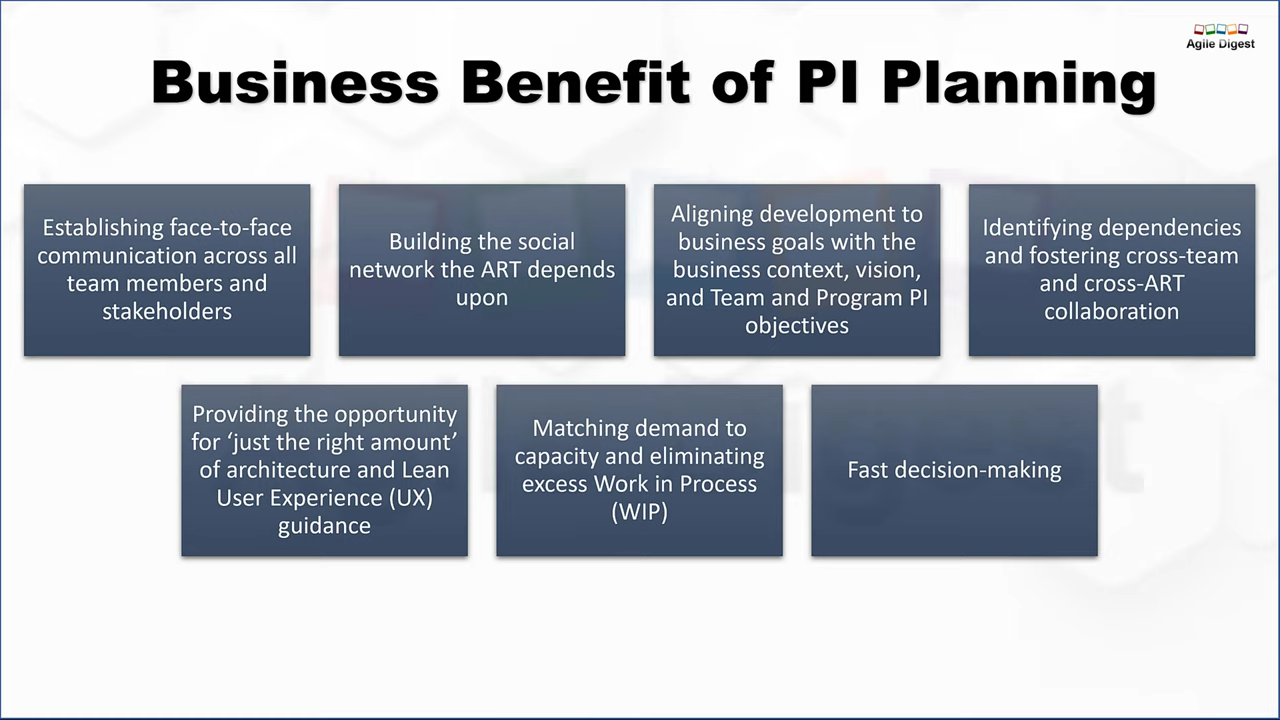 Agile Digest
Business Benefit of PI Planning
Establishing face-to-face
communication across all
team members and
stakeholders
Building the social
network the ART depends
upon
Aligning development to
business goals with the
business context, vision,
and Team and Program PI
objectives
Identifying dependencies
and fostering cross-team
and cross-ART
collaboration
Providing the opportunity
for ‘just the right amount’
of architecture and Lean
User Experience (UX)
guidance
Matching demand to
capacity and eliminating
excess Work in Process
(WIP)
Fast decision-making